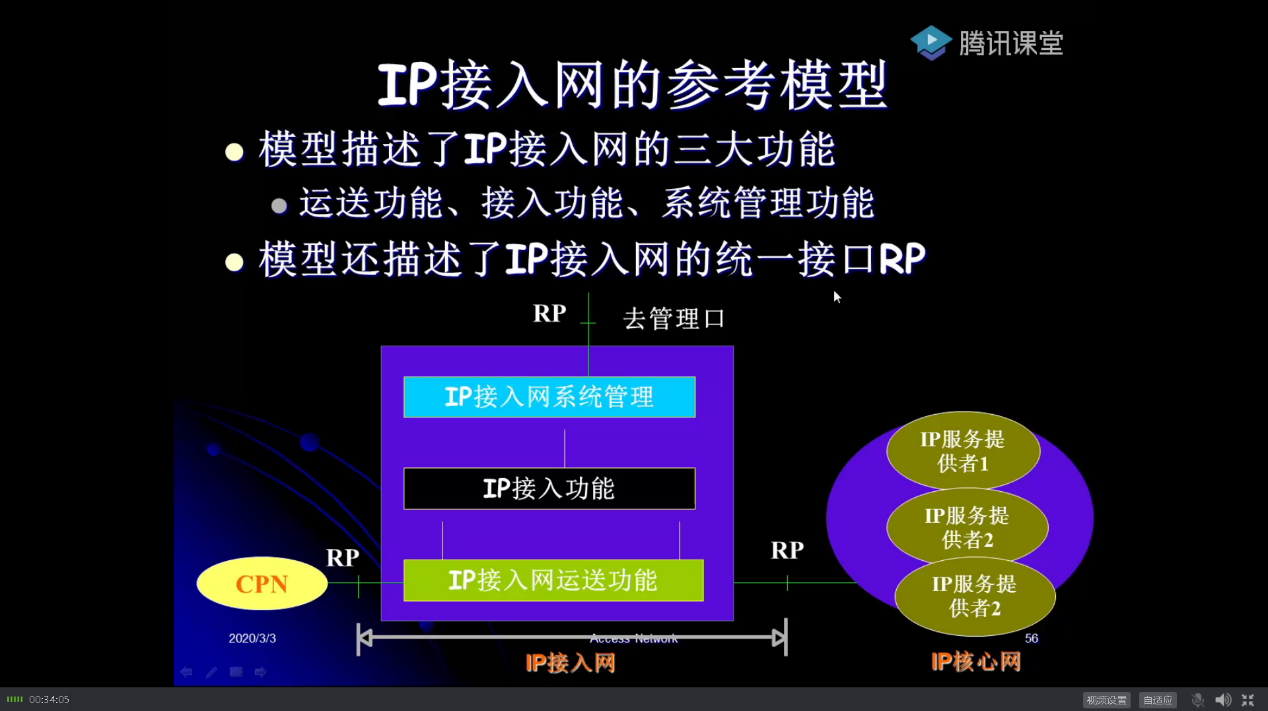 腾讯课堂
IP接入网的参考模型
模型描述了IP接入网的三大功能
运送功能、接入功能、系统管理功能
模型还描述了IP接入网的统一接口RP
RP
去管理口
IP接入网系统管理
IP接入功能
IP接入网运送功能
CPN
RP
RP
IP服务提
供者1
IP服务提
供者2
IP服务提
供者2
2020/3/3
Access Network
56
IP接入网
IP核心网
00:34:05
视频设置
自适应